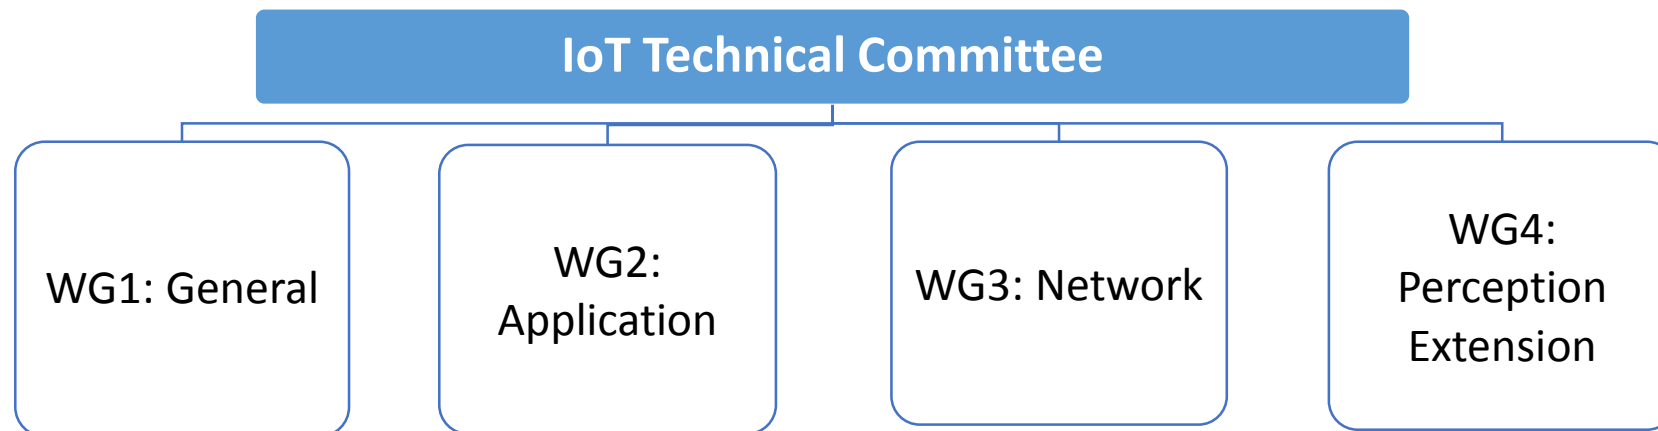 IoT Technical Committee
WG1: General
WG2:
Application
WG3: Network
WG4:
Perception
Extension